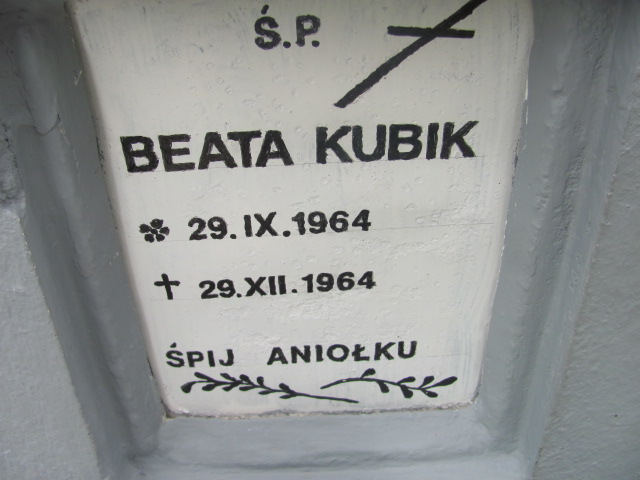 Ś.P.
BEATA KUBIK
29.IX.1964
29.XII.1964
ŚPIJ ANIOŁKU